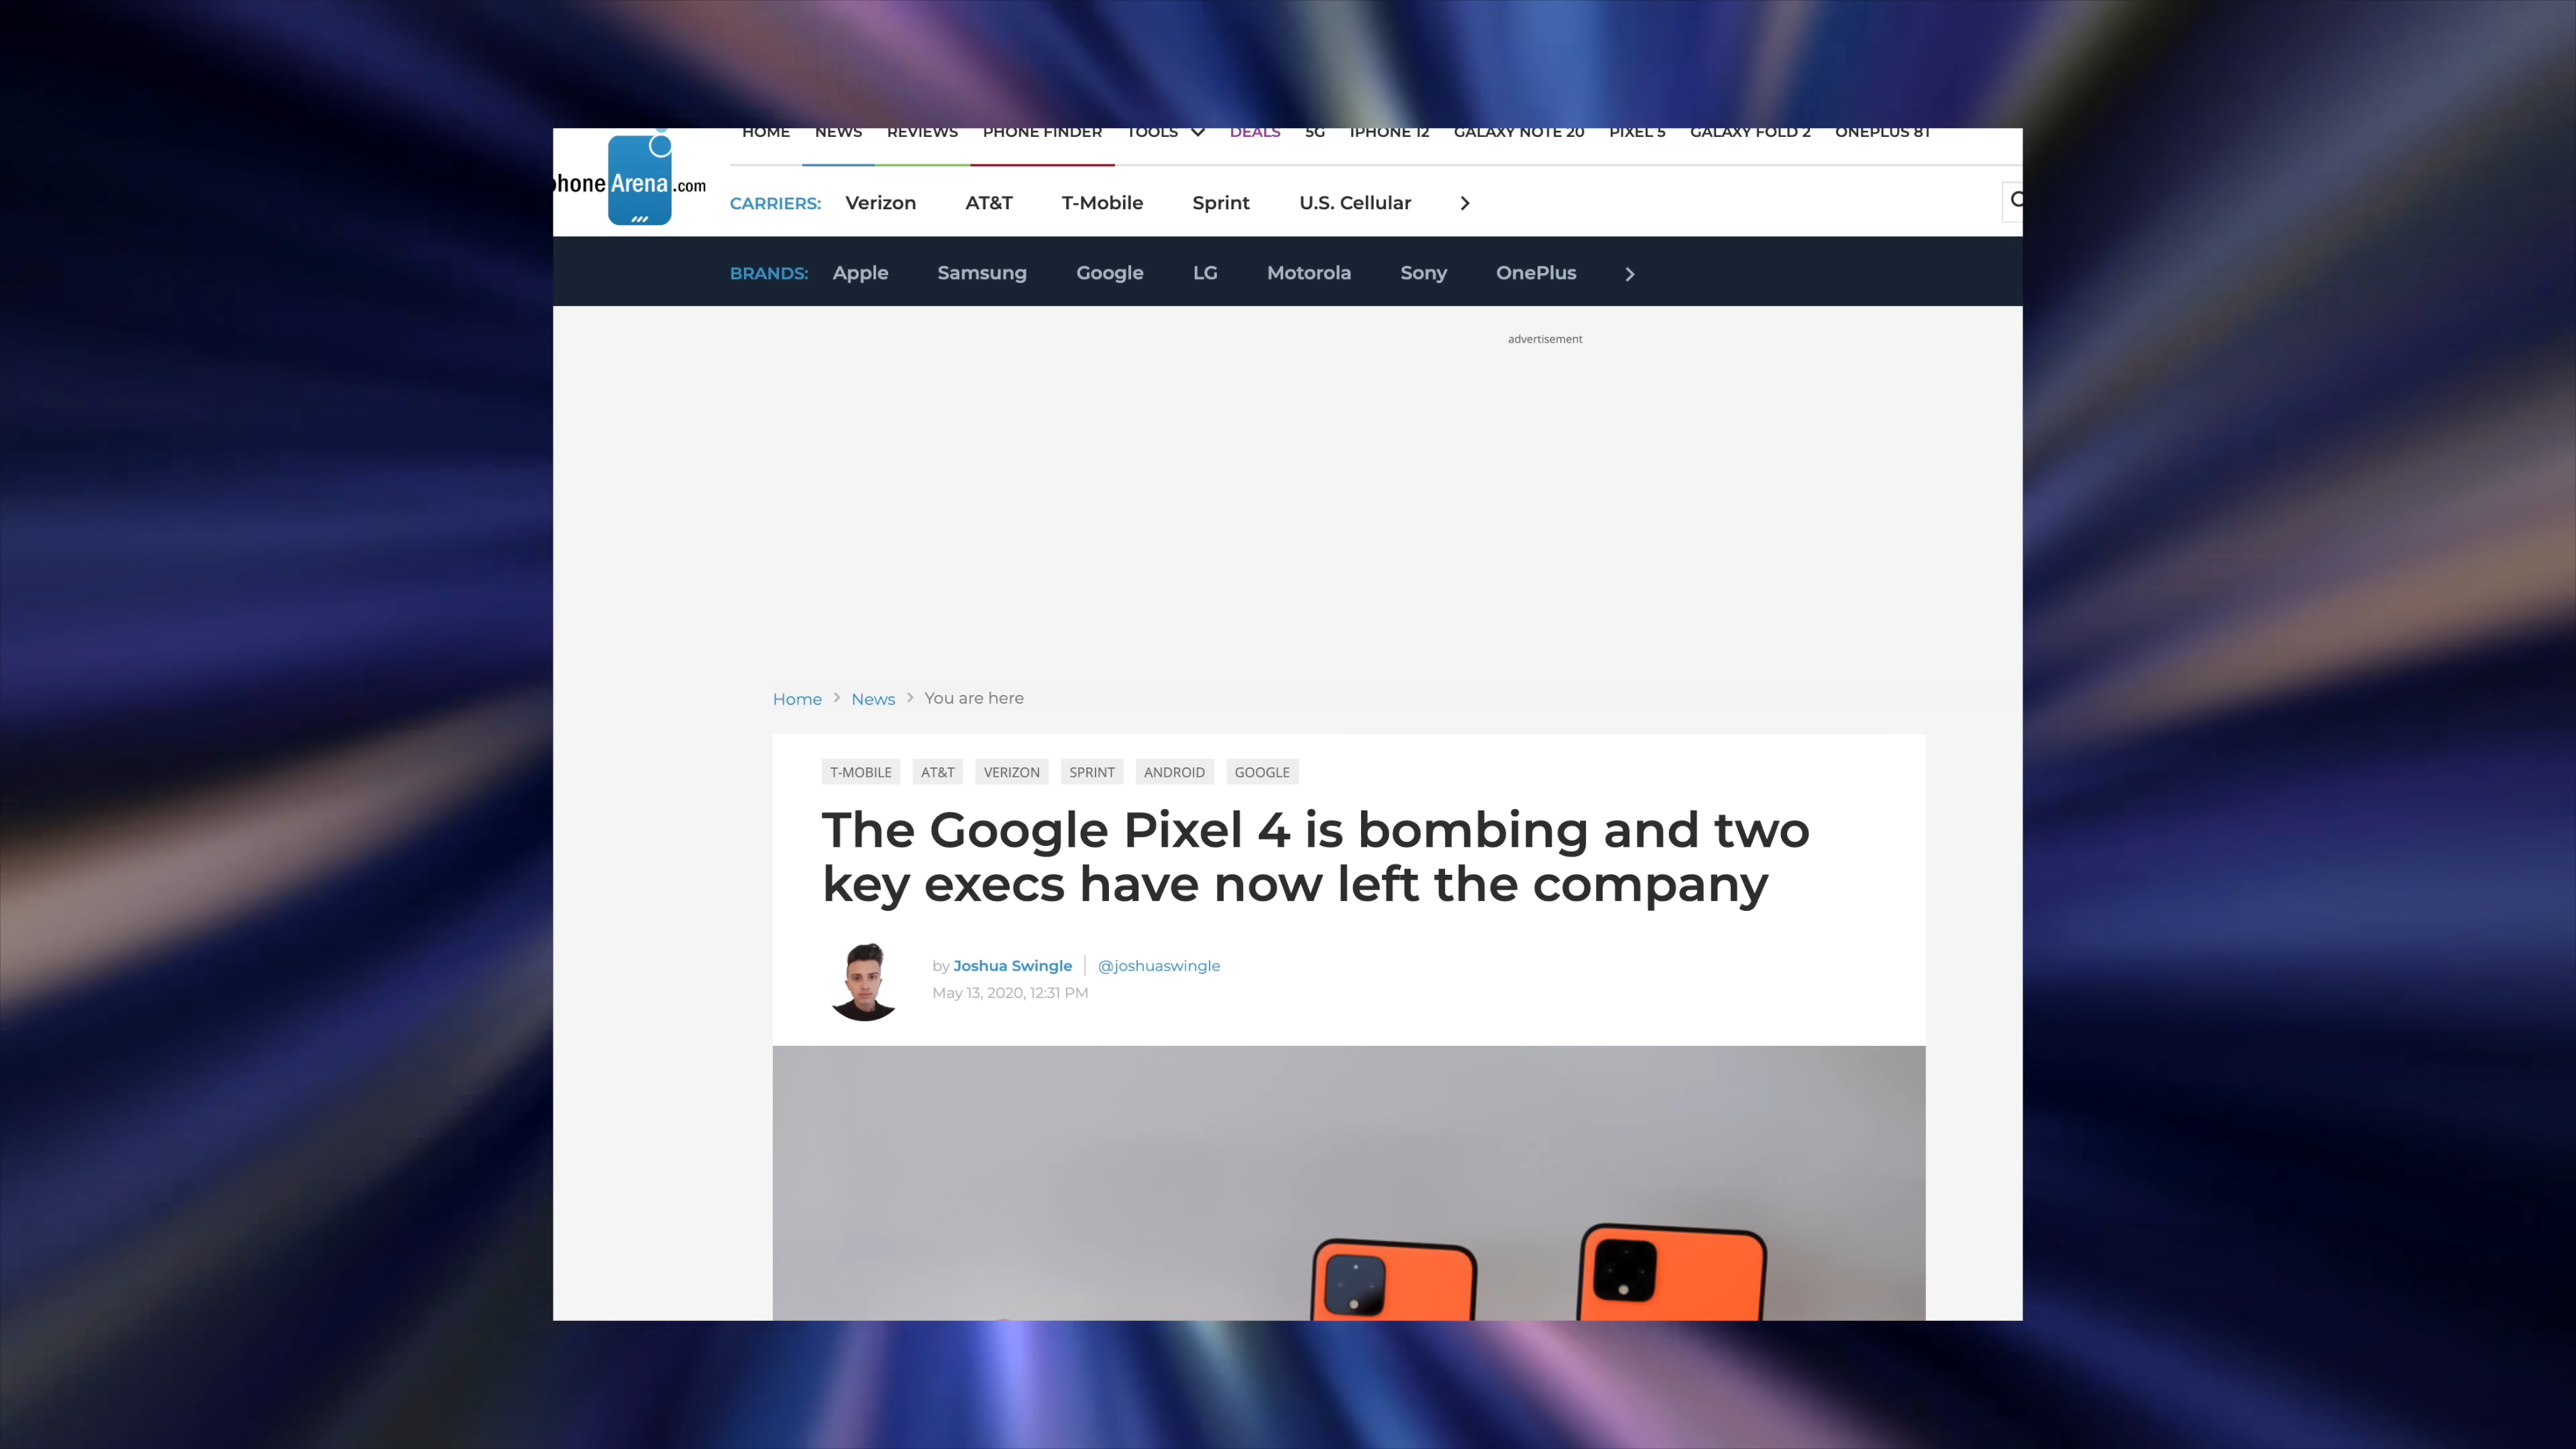 HOME NEWS REVIEWS PHONE FINDER TOOLS DEALS 5G IPHONE 12 GALAXY NOTE 20 PIXEL 5 GALAXY FOLD 2 ONEPLUS 8T
phoneArena.com
CARRIERS: Verizon AT&T T-Mobile Sprint U.S. Cellular
BRANDS: Apple Samsung Google LG Motorola Sony OnePlus
advertisement
Home > News > You are here
T-MOBILE AT&T VERIZON SPRINT ANDROID GOOGLE
The Google Pixel 4 is bombing and two
key execs have now left the company
by Joshua Swingle | @joshuaswingle
May 13, 2020, 12:31 PM